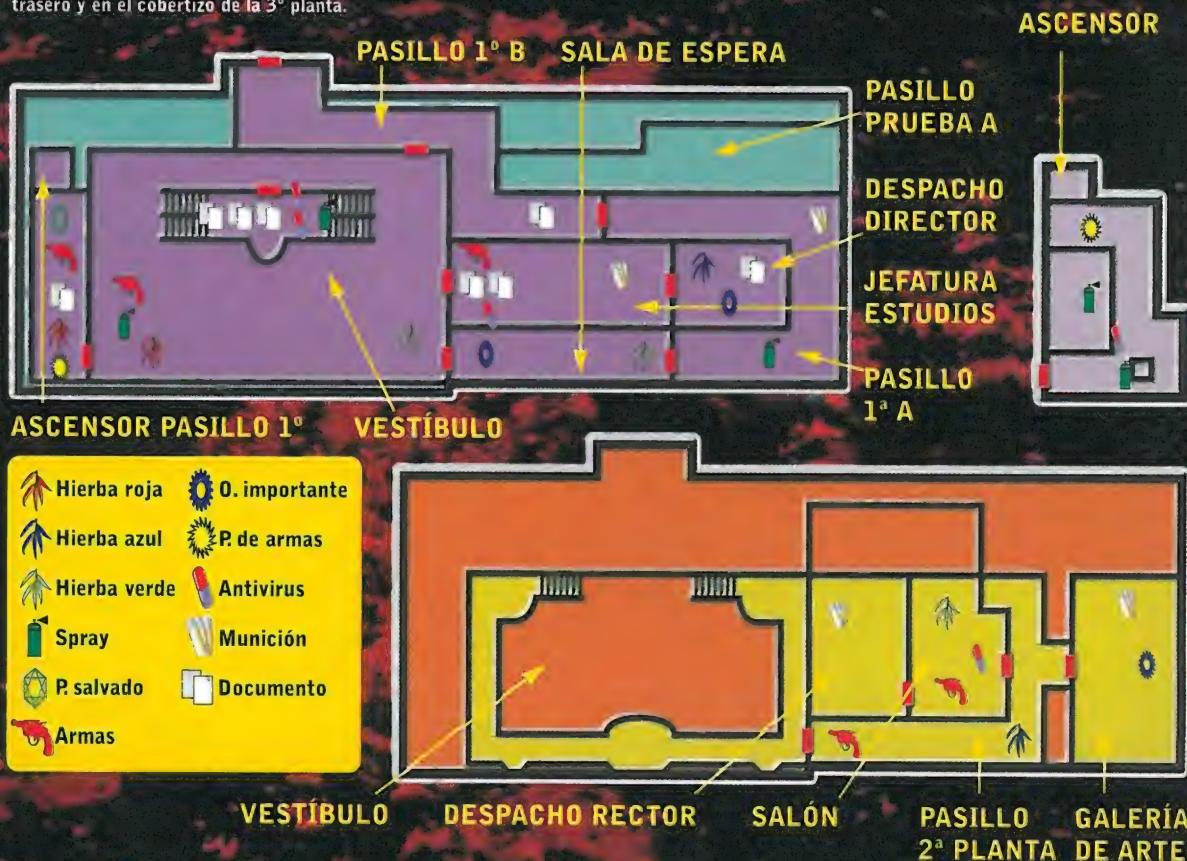 trasero y en el cobertizo de la 3ª planta.
PASILLO 1º B
SALA DE ESPERA
ASCENSOR
PASILLO
PRUEBA A
DESPACHO
DIRECTOR
JEFATURA
ESTUDIOS
PASILLO
1ª A
ASCENSOR PASILLO 1º
VESTÍBULO
Hierba roja
O. importante
Hierba azul
P. de armas
Hierba verde
Antivirus
Spray
Munición
P. salvado
Documento
Armas
VESTÍBULO
DESPACHO RECTOR
SALÓN
PASILLO
2ª PLANTA
GALERÍA
DE ARTE